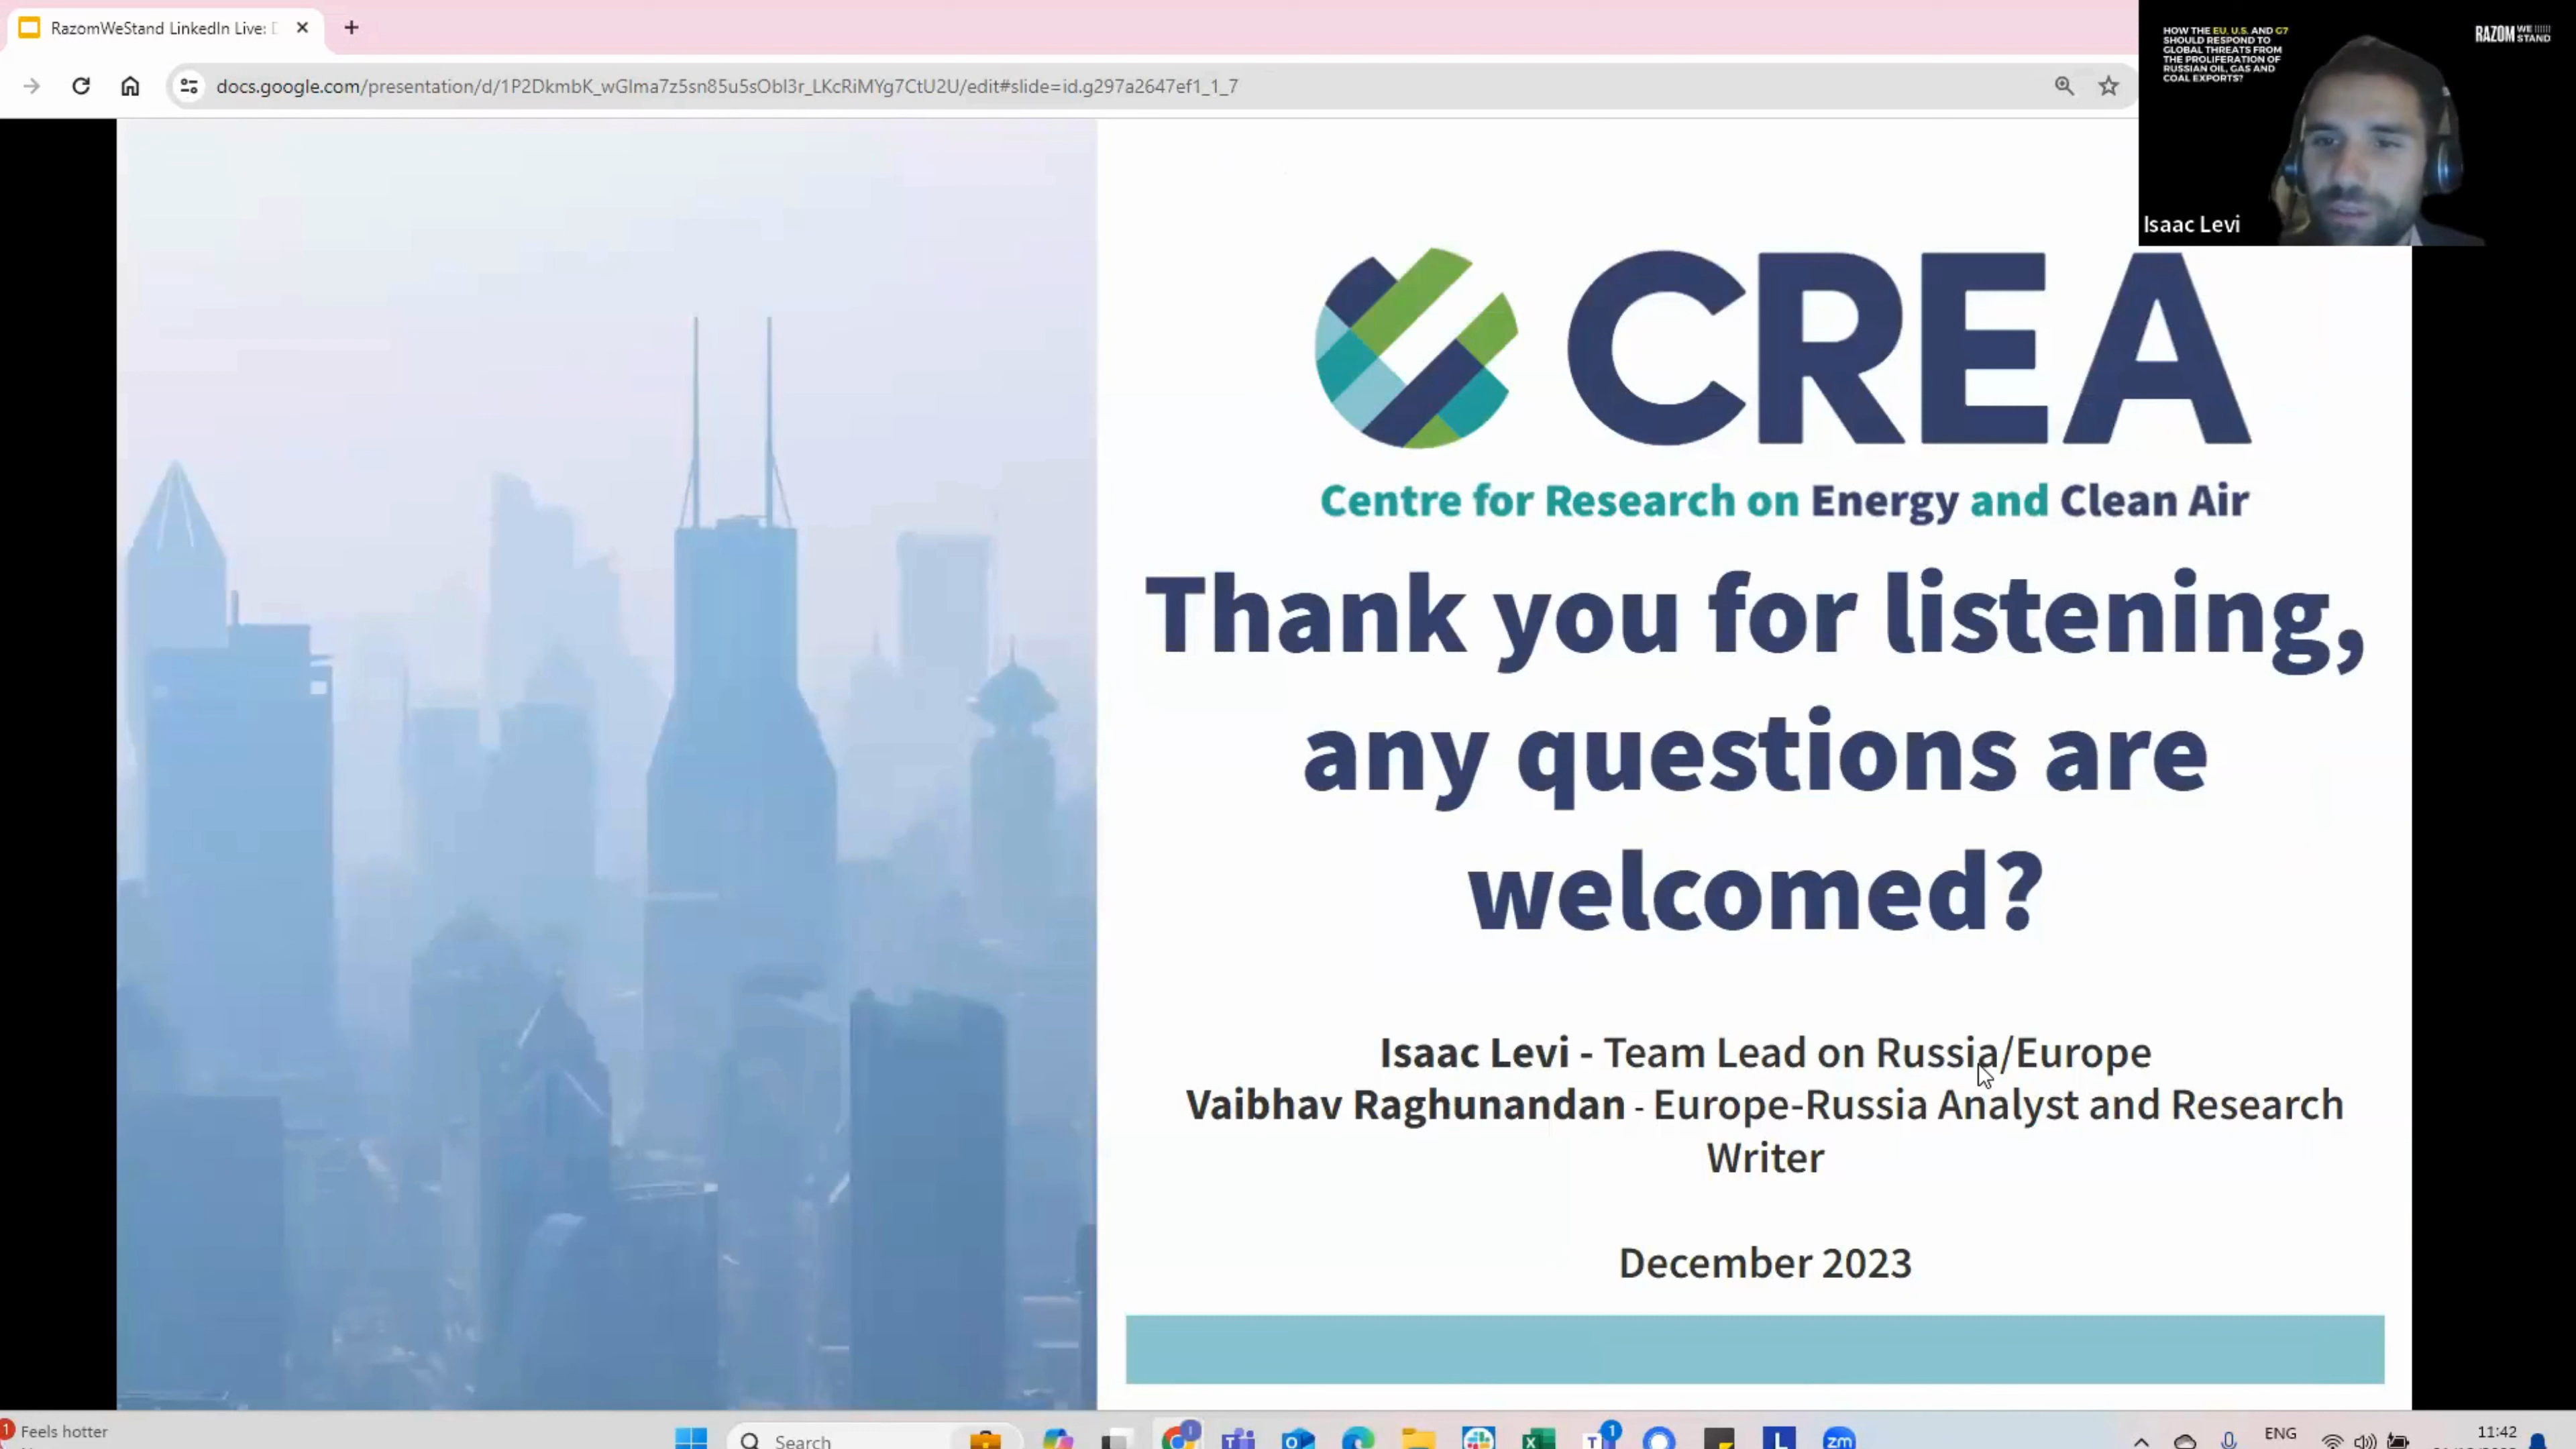 RazomWeStand LinkedIn Live:
docs.google.com/presentation/d/1P2DkmbK_wGlma7z5sn85u5sObl3r_LKcRiMYg7CtU2U/edit#slide=id.g297a2647ef1_1_7
HOW THE EU, U.S. AND G7
SHOULD RESPOND TO
GLOBAL THREATS FROM
THE PROLIFERATION OF
RUSSIAN OIL, GAS AND
COAL EXPORTS?
RAZOM WE STAND
Isaac Levi
CREA
Centre for Research on Energy and Clean Air
Thank you for listening,
any questions are
welcomed?
Isaac Levi - Team Lead on Russia/Europe
Vaibhav Raghunandan - Europe-Russia Analyst and Research
Writer
December 2023
1
Feels hotter
Search
1
zm
ENG
11:42